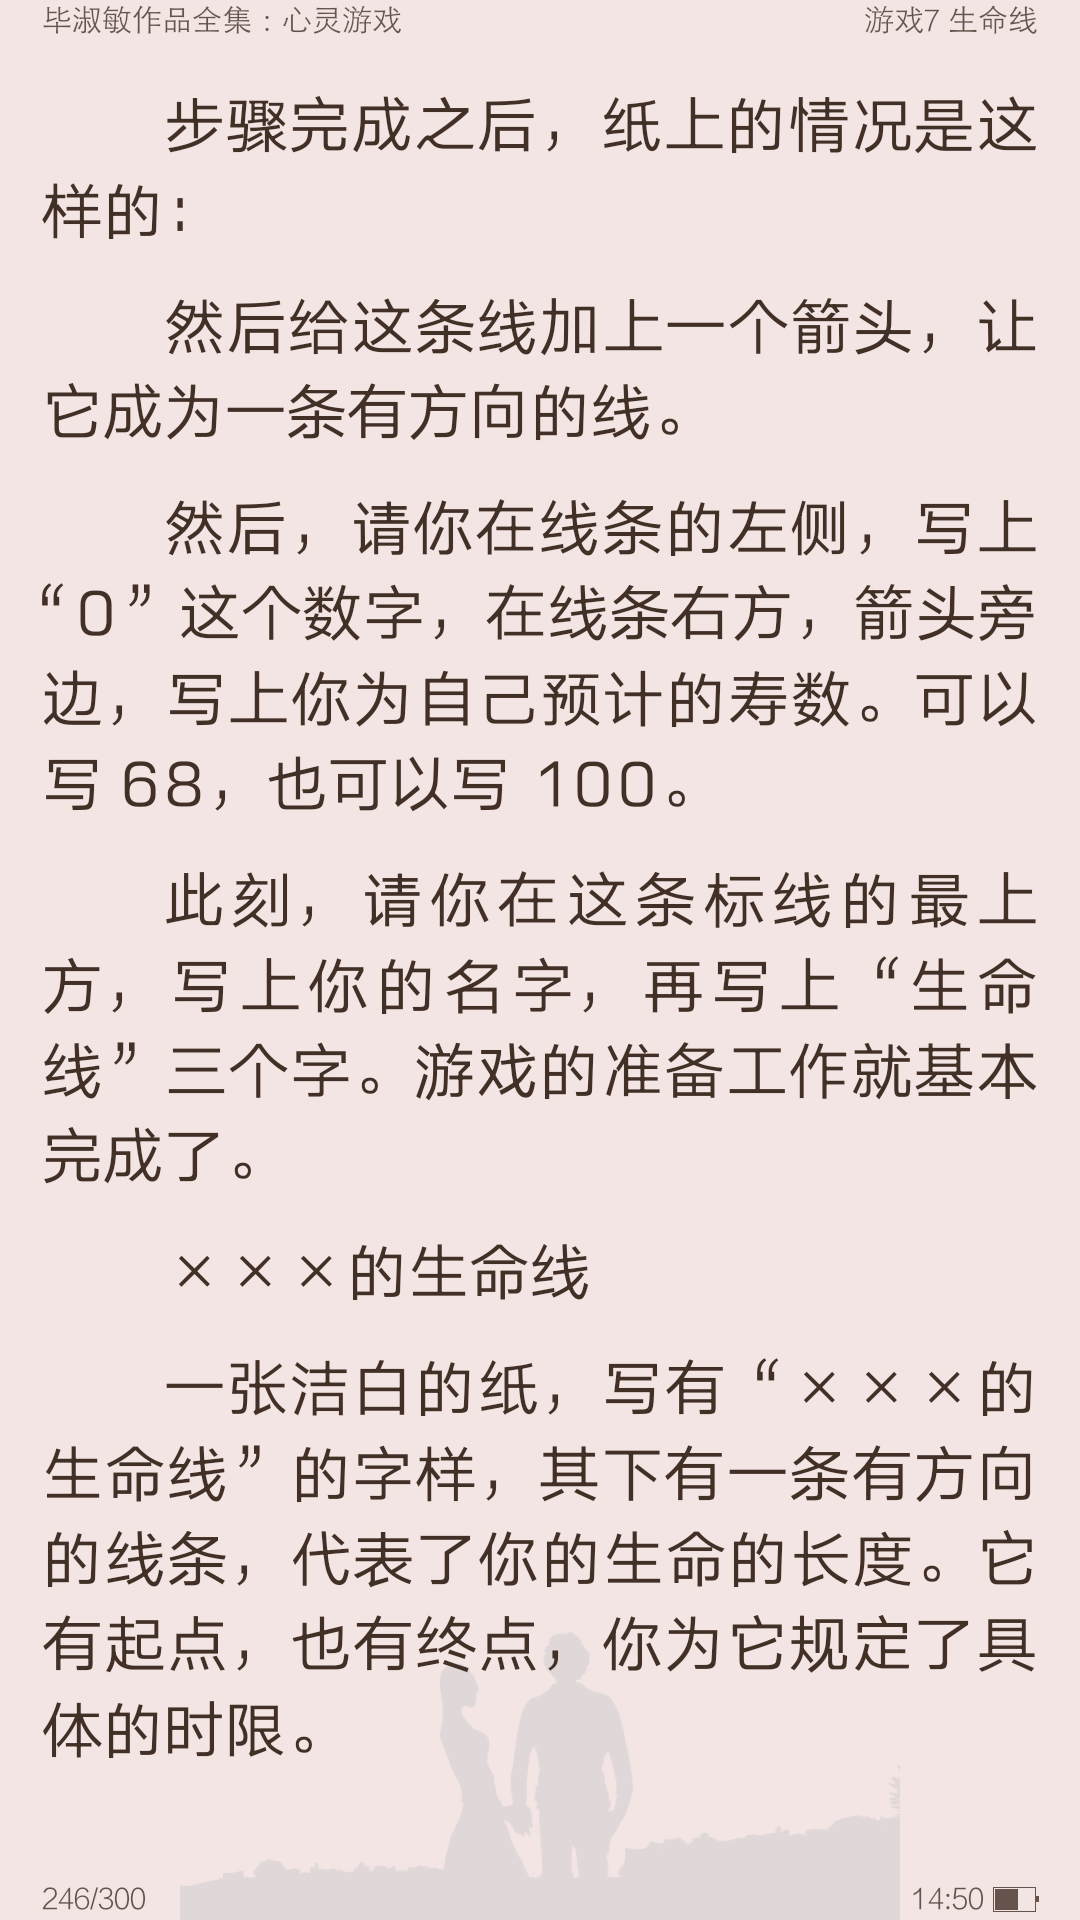 毕淑敏作品全集：心灵游戏
游戏7 生命线
步骤完成之后，纸上的情况是这
样的：
然后给这条线加上一个箭头，让
它成为一条有方向的线。
然后，请你在线条的左侧，写上
“0”这个数字，在线条右方，箭头旁
边，写上你为自己预计的寿数。可以
写 68，也可以写 100。
此刻，请你在这条标线的最上
方，写上你的名字，再写上“生命
线”三个字。游戏的准备工作就基本
完成了。
×××的生命线
一张洁白的纸，写有“×××的
生命线”的字样，其下有一条有方向
的线条，代表了你的生命的长度。它
有起点，也有终点，你为它规定了具
体的时限。
246/300
14:50